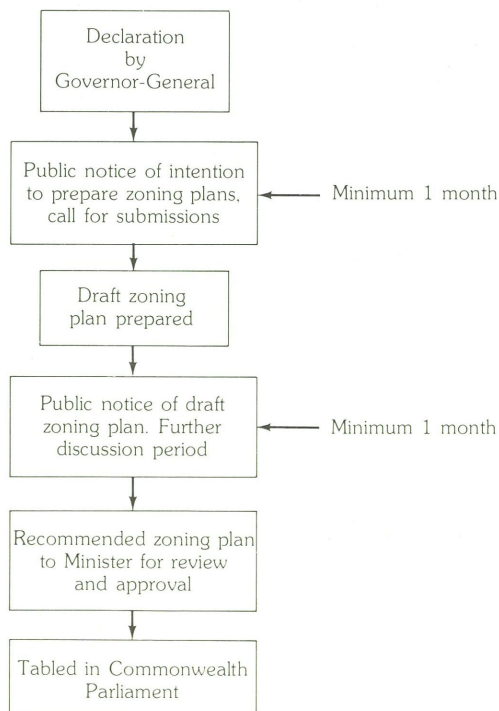 Declaration
by
Governor-General
Public notice of intention
to prepare zoning plans,
call for submissions
Minimum 1 month
Draft zoning
plan prepared
Public notice of draft
zoning plan. Further
discussion period
Minimum 1 month
Recommended zoning plan
to Minister for review
and approval
Tabled in Commonwealth
Parliament